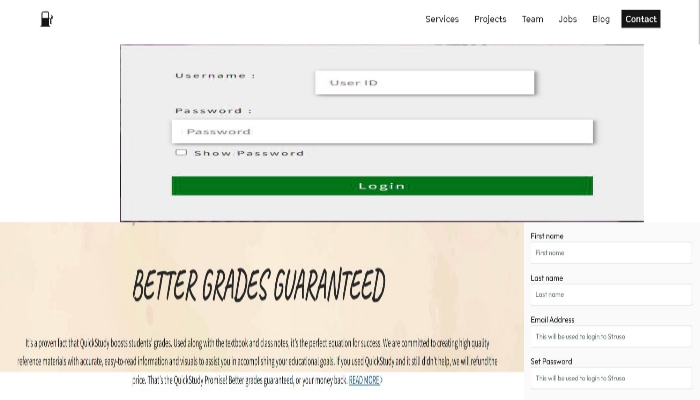 Services Projects Team Jobs Blog Contact
Username :
User ID
Password :
Password
Show Password
Login
BETTER GRADES GUARANTEED
It's a proven fact that QuickStudy boosts students' grades. Used along with the textbook and class notes, it's the perfect equation for success. We are committed to creating high quality
reference materials with accurate, easy-to-read information and visuals to assist you in accomplishing your educational goals. If you used QuickStudy and it still didn't help, we will refund the
price. That's the QuickStudy Promise! Better grades guaranteed, or your money back. READ MORE
First name
First name
Last name
Last name
Email Address
This will be used to login to Struso
Set Password
This will be used to login to Struso